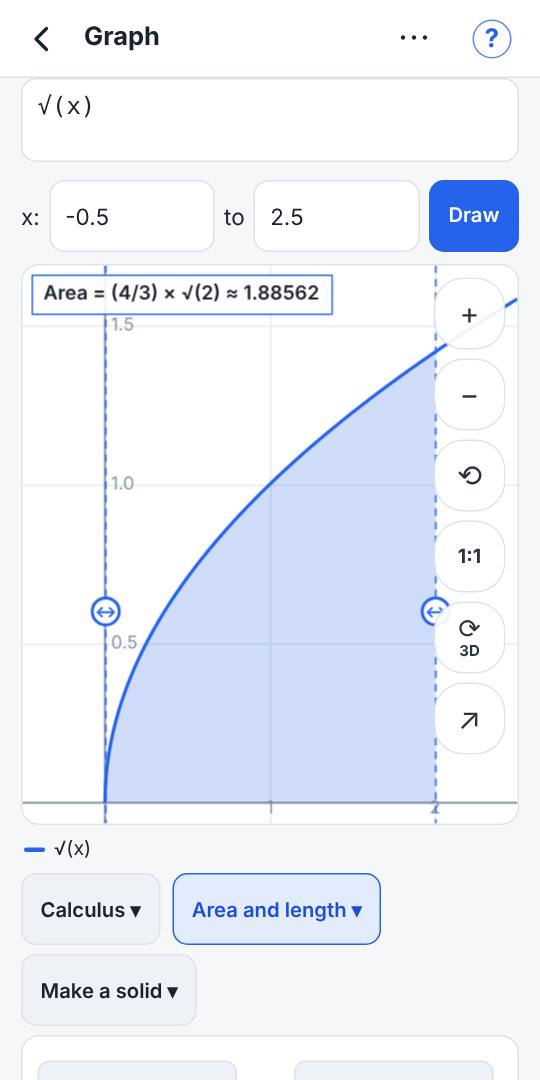 Graph
?
√(x)
x: -0.5 to 2.5 Draw
Area = (4/3) × √(2) ≈ 1.88562
1.5
1.0
0.5
1 2
+
−
1:1
3D
√(x)
Calculus ▾ Area and length ▾
Make a solid ▾